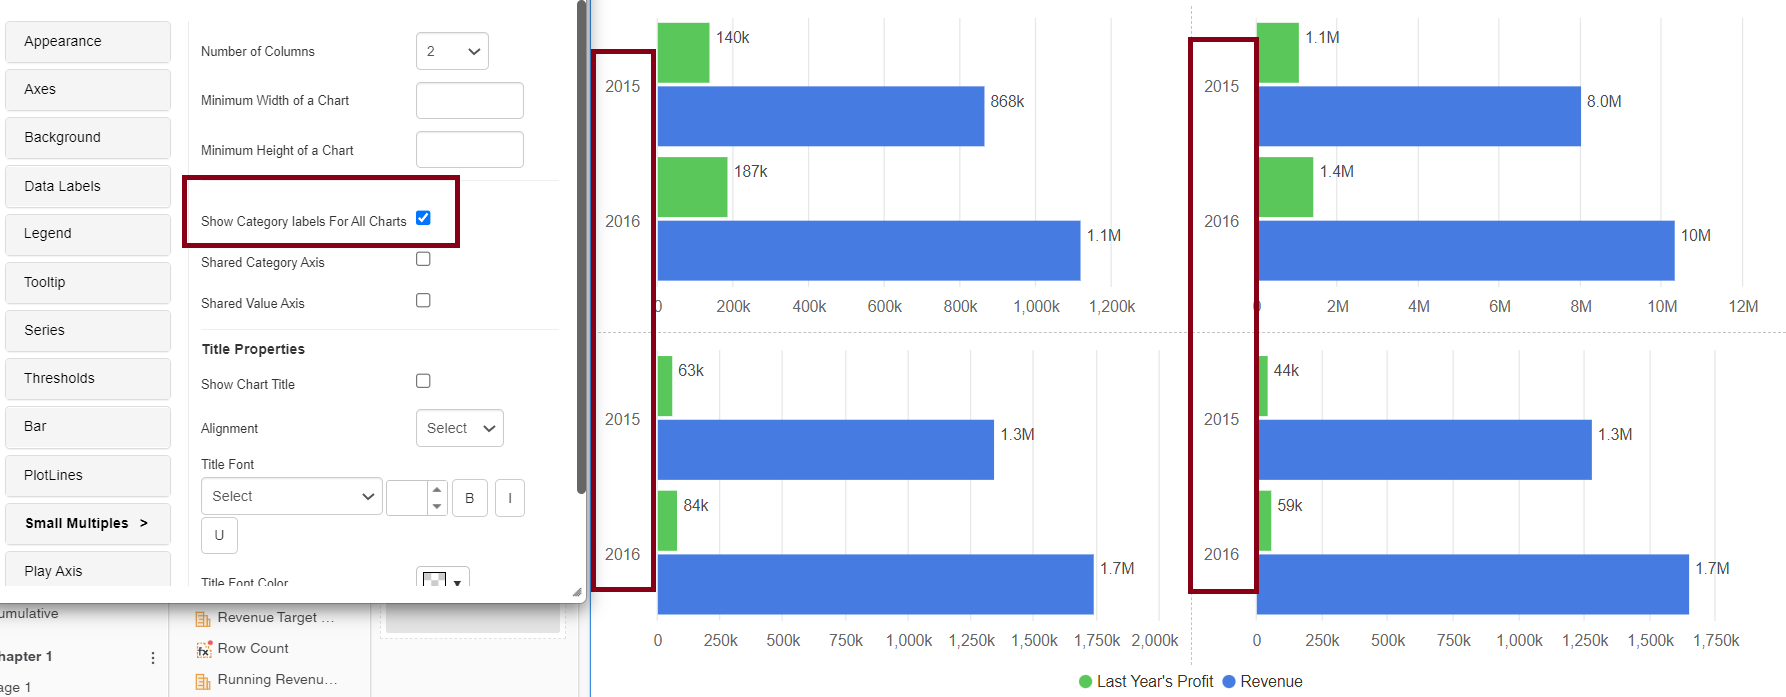 Appearance
Axes
Background
Data Labels
Legend
Tooltip
Series
Thresholds
Bar
PlotLines
Small Multiples >
Play Axis
Number of Columns 2
Minimum Width of a Chart
Minimum Height of a Chart
Show Category labels For All Charts
Shared Category Axis
Shared Value Axis
Title Properties
Show Chart Title
Alignment Select
Title Font
Select B I
U
Title Font Color
umulative
hapter 1
age 1
Revenue Target ...
fx Row Count
Running Revenu...
140k
2015
868k
187k
2016
1.1M
0 200k 400k 600k 800k 1,000k 1,200k
1.1M
2015
8.0M
1.4M
2016
10M
0 2M 4M 6M 8M 10M 12M
63k
2015
1.3M
84k
2016
1.7M
0 250k 500k 750k 1,000k 1,500k 1,750k 2,000k
44k
2015
1.3M
59k
2016
1.7M
0 250k 500k 750k 1,000k 1,250k 1,500k 1,750k
Last Year's Profit Revenue